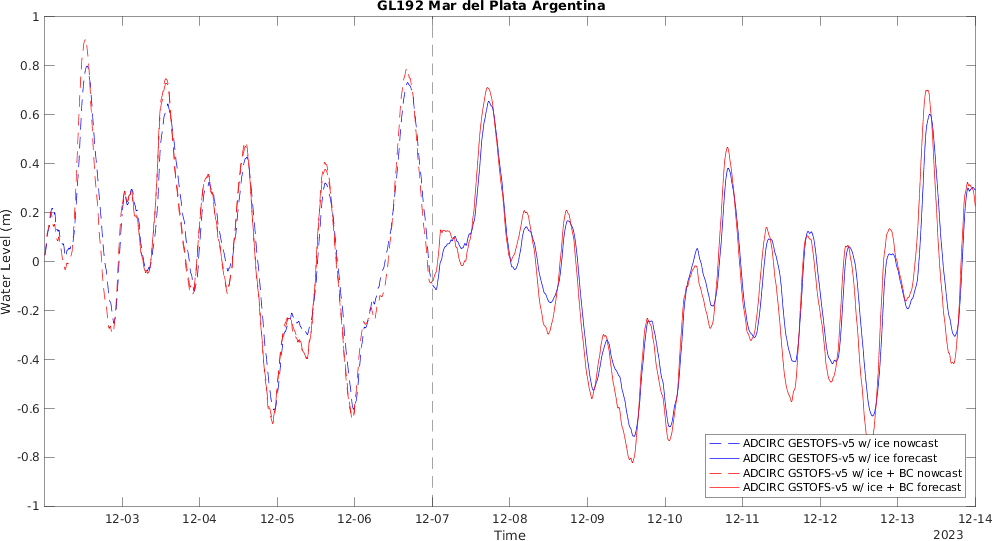 GL192 Mar del Plata Argentina
Water Level (m)
1
0.8
0.6
0.4
0.2
0
-0.2
-0.4
-0.6
-0.8
-1
ADCIRC GESTOFS-v5 w/ ice nowcast
ADCIRC GESTOFS-v5 w/ ice forecast
ADCIRC GSTOFS-v5 w/ ice + BC nowcast
ADCIRC GSTOFS-v5 w/ ice + BC forecast
12-03 12-04 12-05 12-06 12-07 12-08 12-09 12-10 12-11 12-12 12-13 12-14
Time
2023